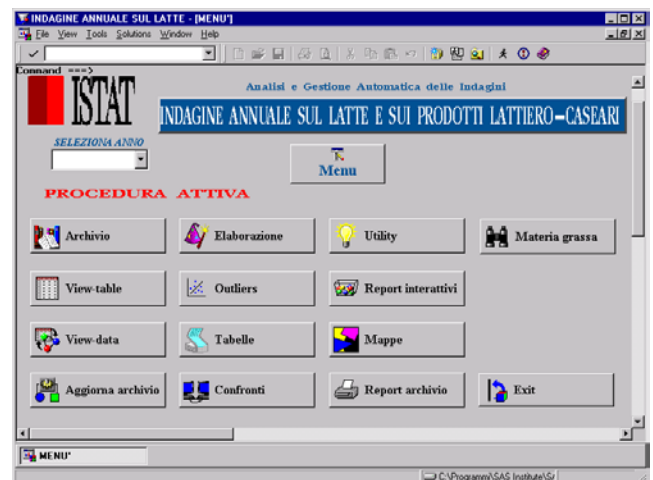 INDAGINE ANNUALE SUL LATTE - [MENU']
File View Tools Solutions Window Help
Command ===>
ISTAT
Analisi e Gestione Automatica delle Indagini
INDAGINE ANNUALE SUL LATTE E SUI PRODOTTI LATTIERO-CASEARI
SELEZIONA ANNO
Menu
PROCEDURA ATTIVA
Archivio Elaborazione Utility Materia grassa
View-table Outliers Report interattivi
View-data Tabelle Mappe
Aggiorna archivio Confronti Report archivio Exit
MENU'
C:\Programmi\SAS Institute\S/